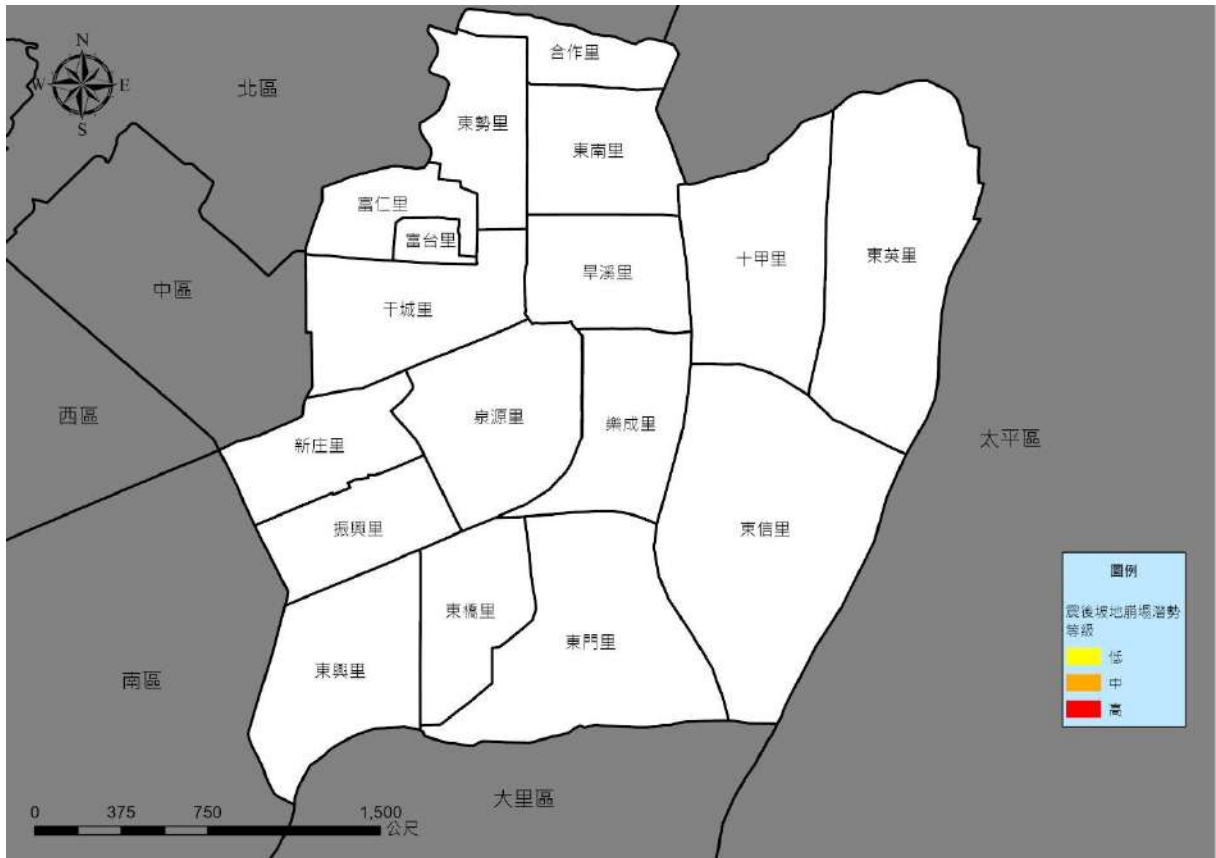 合作里
N
W
E
S
北區
東勢里
東南里
富仁里
富台里
十甲里
東英里
旱溪里
中區
干城里
西區
泉源里
樂成里
新庄里
太平區
振興里
東信里
圖例
震後坡地崩塌潛勢
等級
低
中
高
東橋里
東門里
東興里
南區
大里區
0
375
750
1,500
公尺